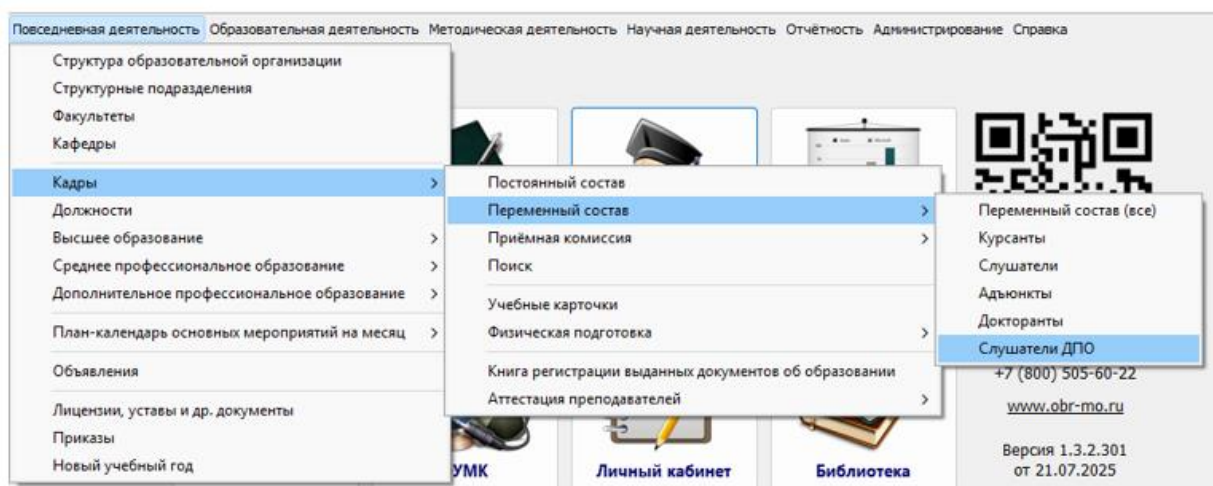 Повседневная деятельность Образовательная деятельность Методическая деятельность Научная деятельность Отчётность Администрирование Справка
Структура образовательной организации
Структурные подразделения
Факультеты
Кафедры
Кадры
Должности
Высшее образование
Среднее профессиональное образование
Дополнительное профессиональное образование
План-календарь основных мероприятий на месяц
Объявления
Лицензии, уставы и др. документы
Приказы
Новый учебный год
Постоянный состав
Переменный состав
Приёмная комиссия
Поиск
Учебные карточки
Физическая подготовка
Книга регистрации выданных документов об образовании
Аттестация преподавателей
Переменный состав (все)
Курсанты
Слушатели
Адъюнкты
Докторанты
Слушатели ДПО
+7 (800) 505-60-22
www.obr-mo.ru
Версия 1.3.2.301
от 21.07.2025
УМК
Личный кабинет
Библиотека